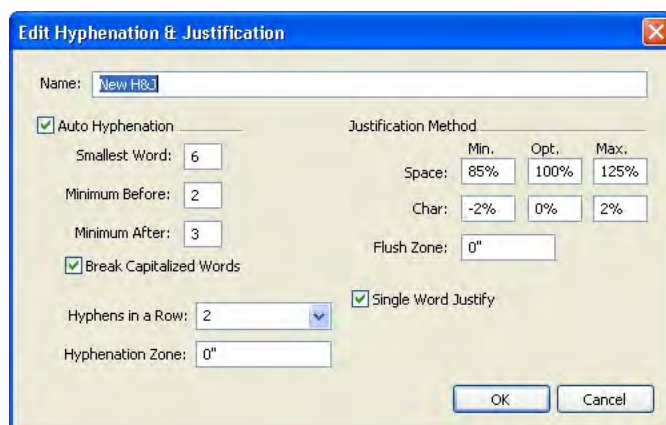 Edit Hyphenation & Justification
Name: New H&J
Auto Hyphenation
Smallest Word: 6
Minimum Before: 2
Minimum After: 3
Break Capitalized Words
Hyphens in a Row: 2
Hyphenation Zone: 0"
Justification Method
Min. Opt. Max.
Space: 85% 100% 125%
Char: -2% 0% 2%
Flush Zone: 0"
Single Word Justify
OK Cancel